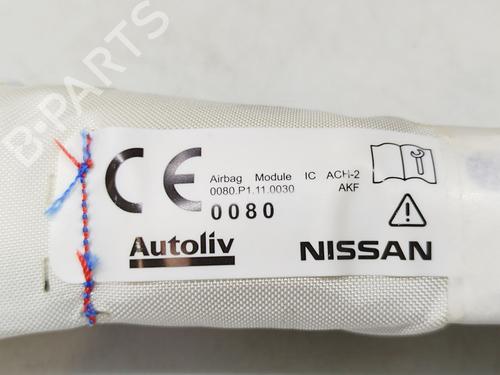 B-PARTS
CE
Airbag Module IC ACH-2
0080.P1.11.0030 AKF
0080
Autoliv
NISSAN